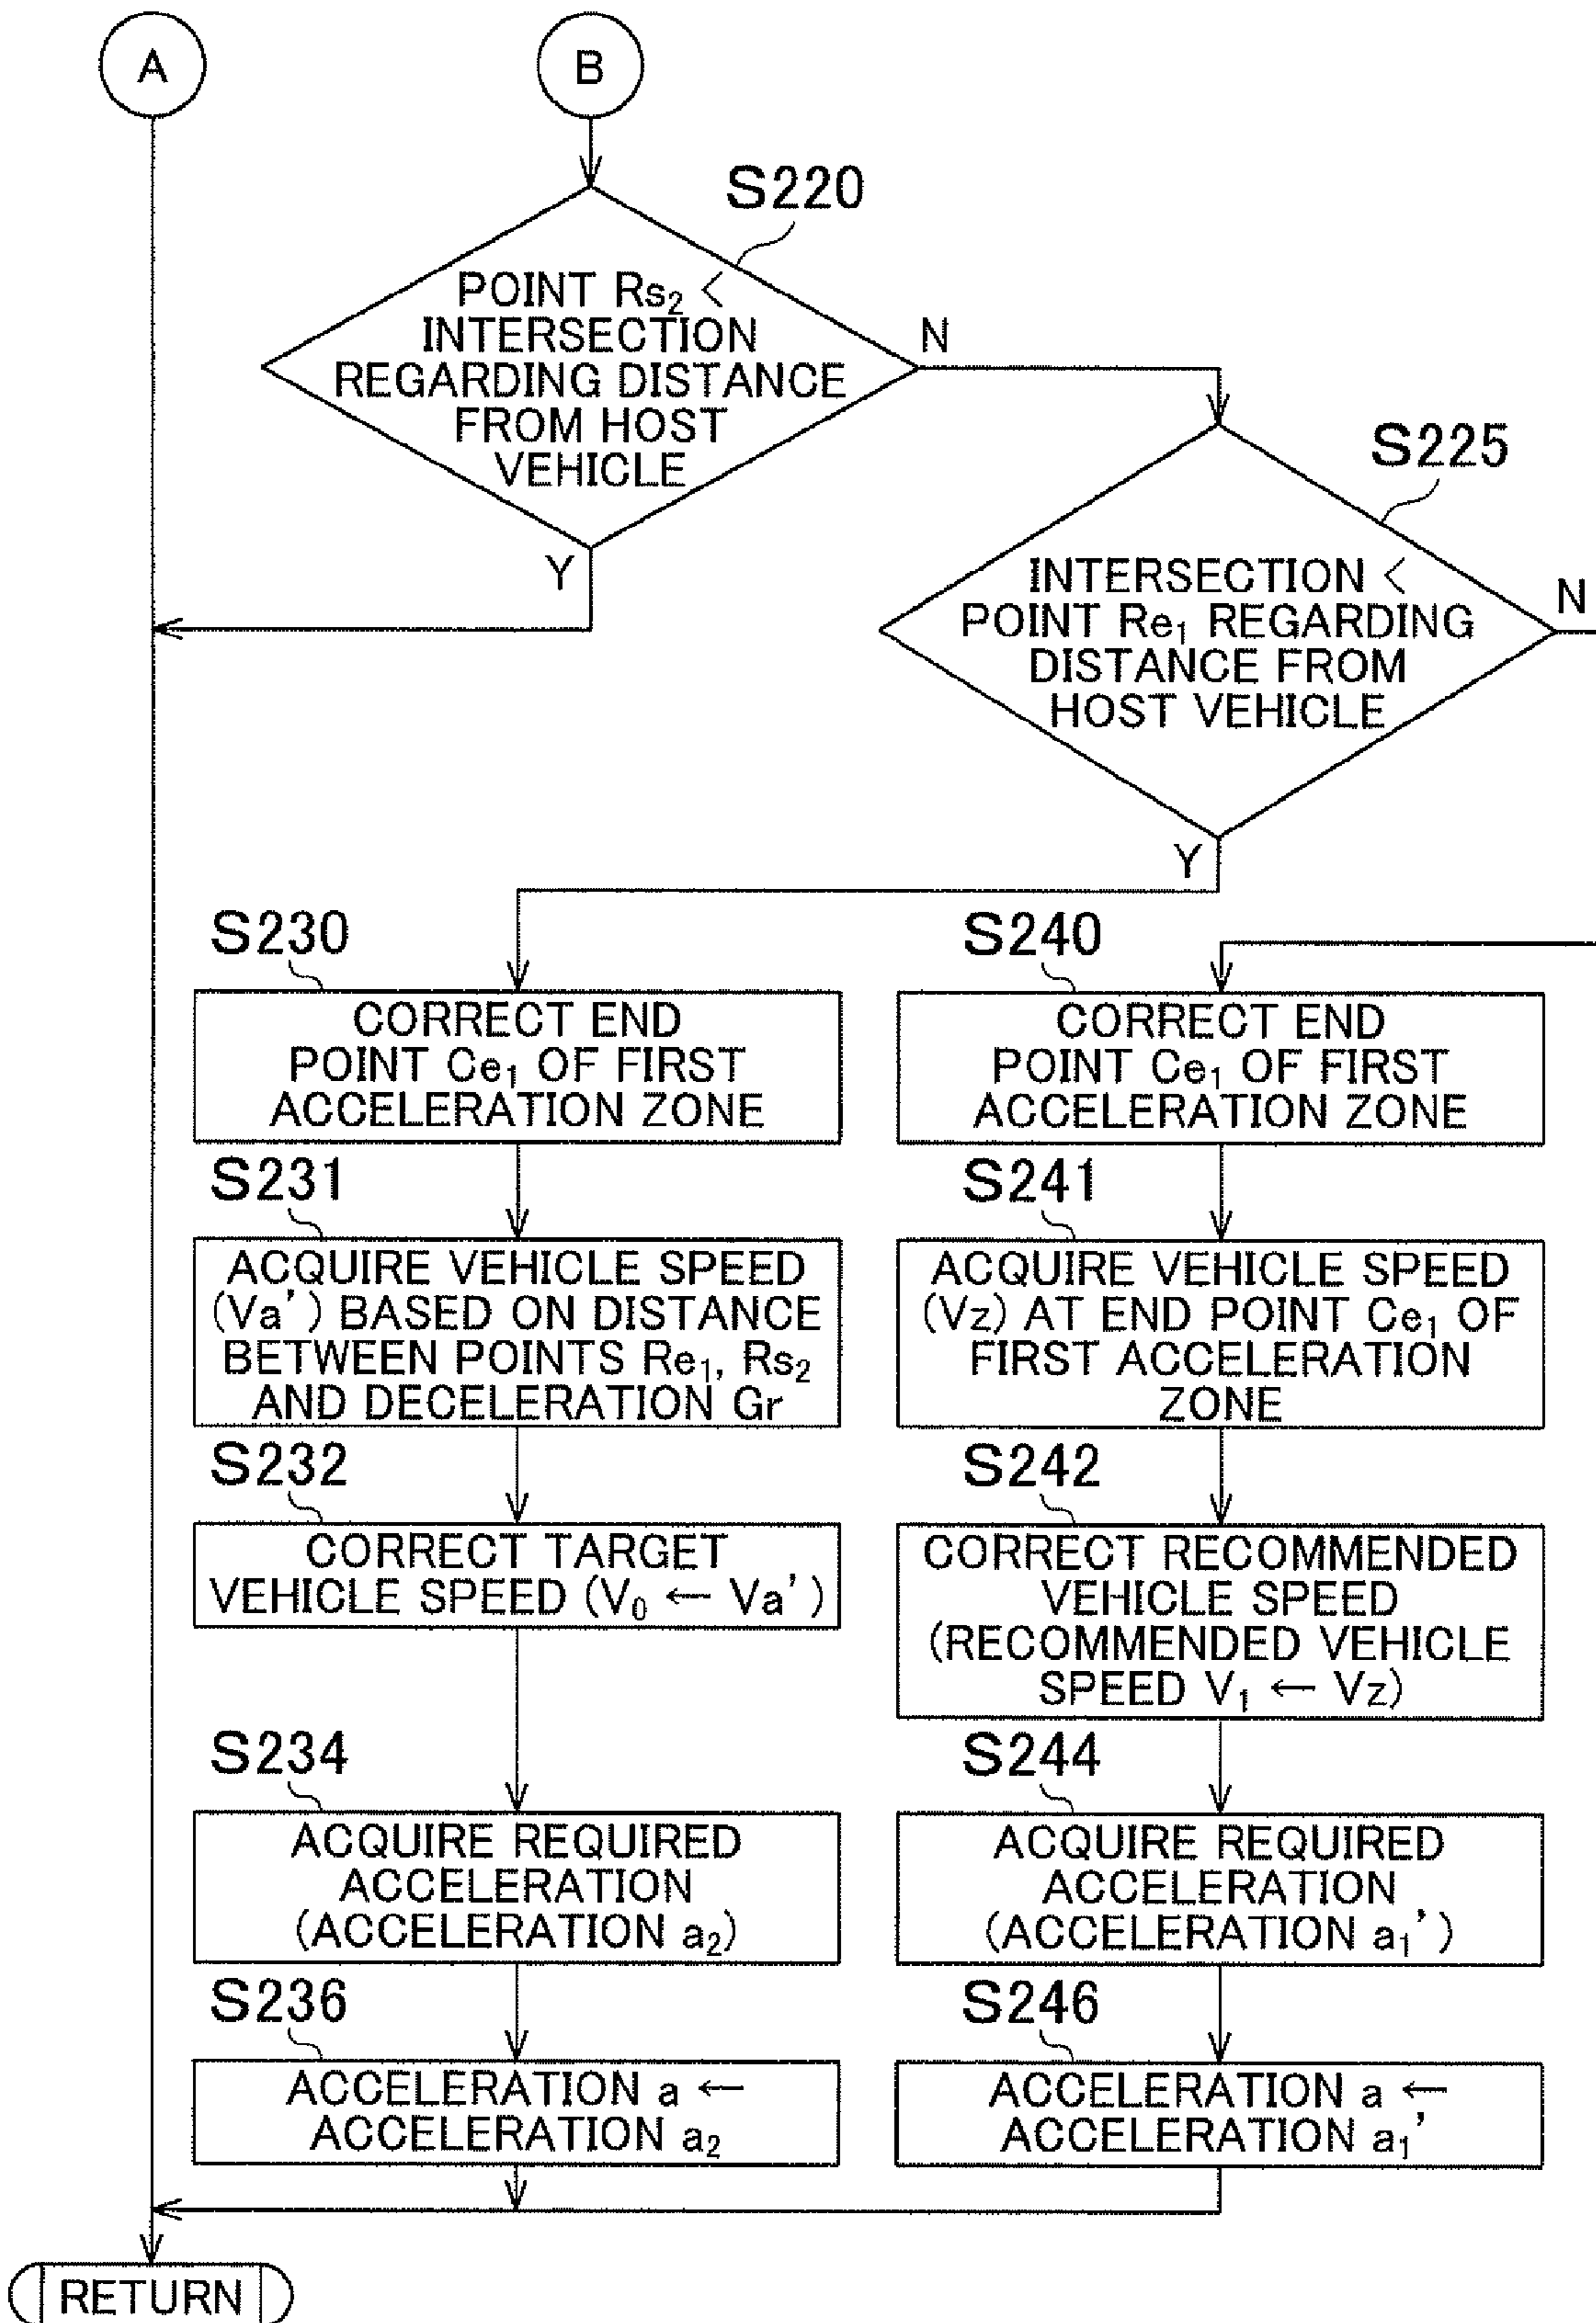 A
B
S220
POINT Rs₂ <
INTERSECTION
REGARDING DISTANCE
FROM HOST
VEHICLE
N
Y
S225
INTERSECTION <
POINT Re₁ REGARDING
DISTANCE FROM
HOST VEHICLE
N
Y
S230
CORRECT END
POINT Ce₁ OF FIRST
ACCELERATION ZONE
S231
ACQUIRE VEHICLE SPEED
(Va') BASED ON DISTANCE
BETWEEN POINTS Re₁, Rs₂
AND DECELERATION Gr
S232
CORRECT TARGET
VEHICLE SPEED (V₀ ← Va')
S234
ACQUIRE REQUIRED
ACCELERATION
(ACCELERATION a₂)
S236
ACCELERATION a ←
ACCELERATION a₂
S240
CORRECT END
POINT Ce₁ OF FIRST
ACCELERATION ZONE
S241
ACQUIRE VEHICLE SPEED
(Vz) AT END POINT Ce₁ OF
FIRST ACCELERATION
ZONE
S242
CORRECT RECOMMENDED
VEHICLE SPEED
(RECOMMENDED VEHICLE
SPEED V₁ ← Vz)
S244
ACQUIRE REQUIRED
ACCELERATION
(ACCELERATION a₁')
S246
ACCELERATION a ←
ACCELERATION a₁'
RETURN